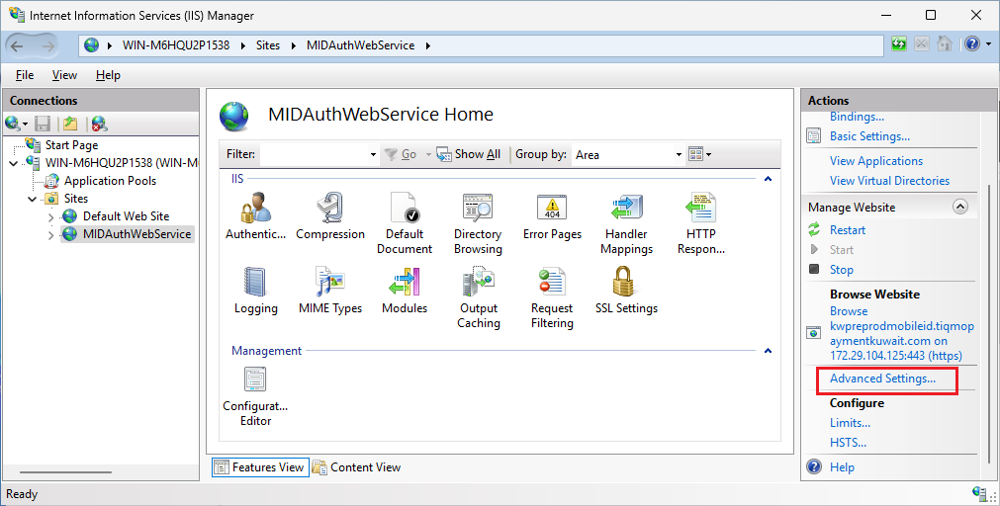 Internet Information Services (IIS) Manager
WIN-M6HQU2P1538 Sites MIDAuthWebService
File View Help
Connections
Start Page
WIN-M6HQU2P1538 (WIN-M6
Application Pools
Sites
Default Web Site
MIDAuthWebService
MIDAuthWebService Home
Filter: Go Show All Group by: Area
IIS
Authentic... Compression Default Document Directory Browsing Error Pages Handler Mappings HTTP Respon...
Logging MIME Types Modules Output Caching Request Filtering SSL Settings
Management
Configurat... Editor
Features View Content View
Actions
Bindings...
Basic Settings...
View Applications
View Virtual Directories
Manage Website
Restart
Start
Stop
Browse Website
Browse
kwpreprodmobileid.tiqmo
paymentkuwait.com on
172.29.104.125:443 (https)
Advanced Settings...
Configure
Limits...
HSTS...
Help
Ready